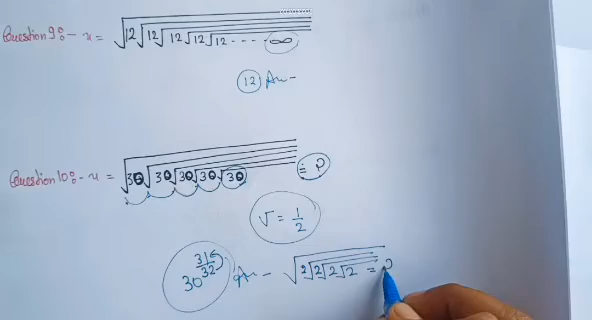 Question 9:- x = √12√12√12√12√12 - - - - ∞
12 Ans -
Question 10:- x = √30√30√30√30√30 = ?
√ = 1/2
30^31/32 Ans - √2√2√2√2 = ?